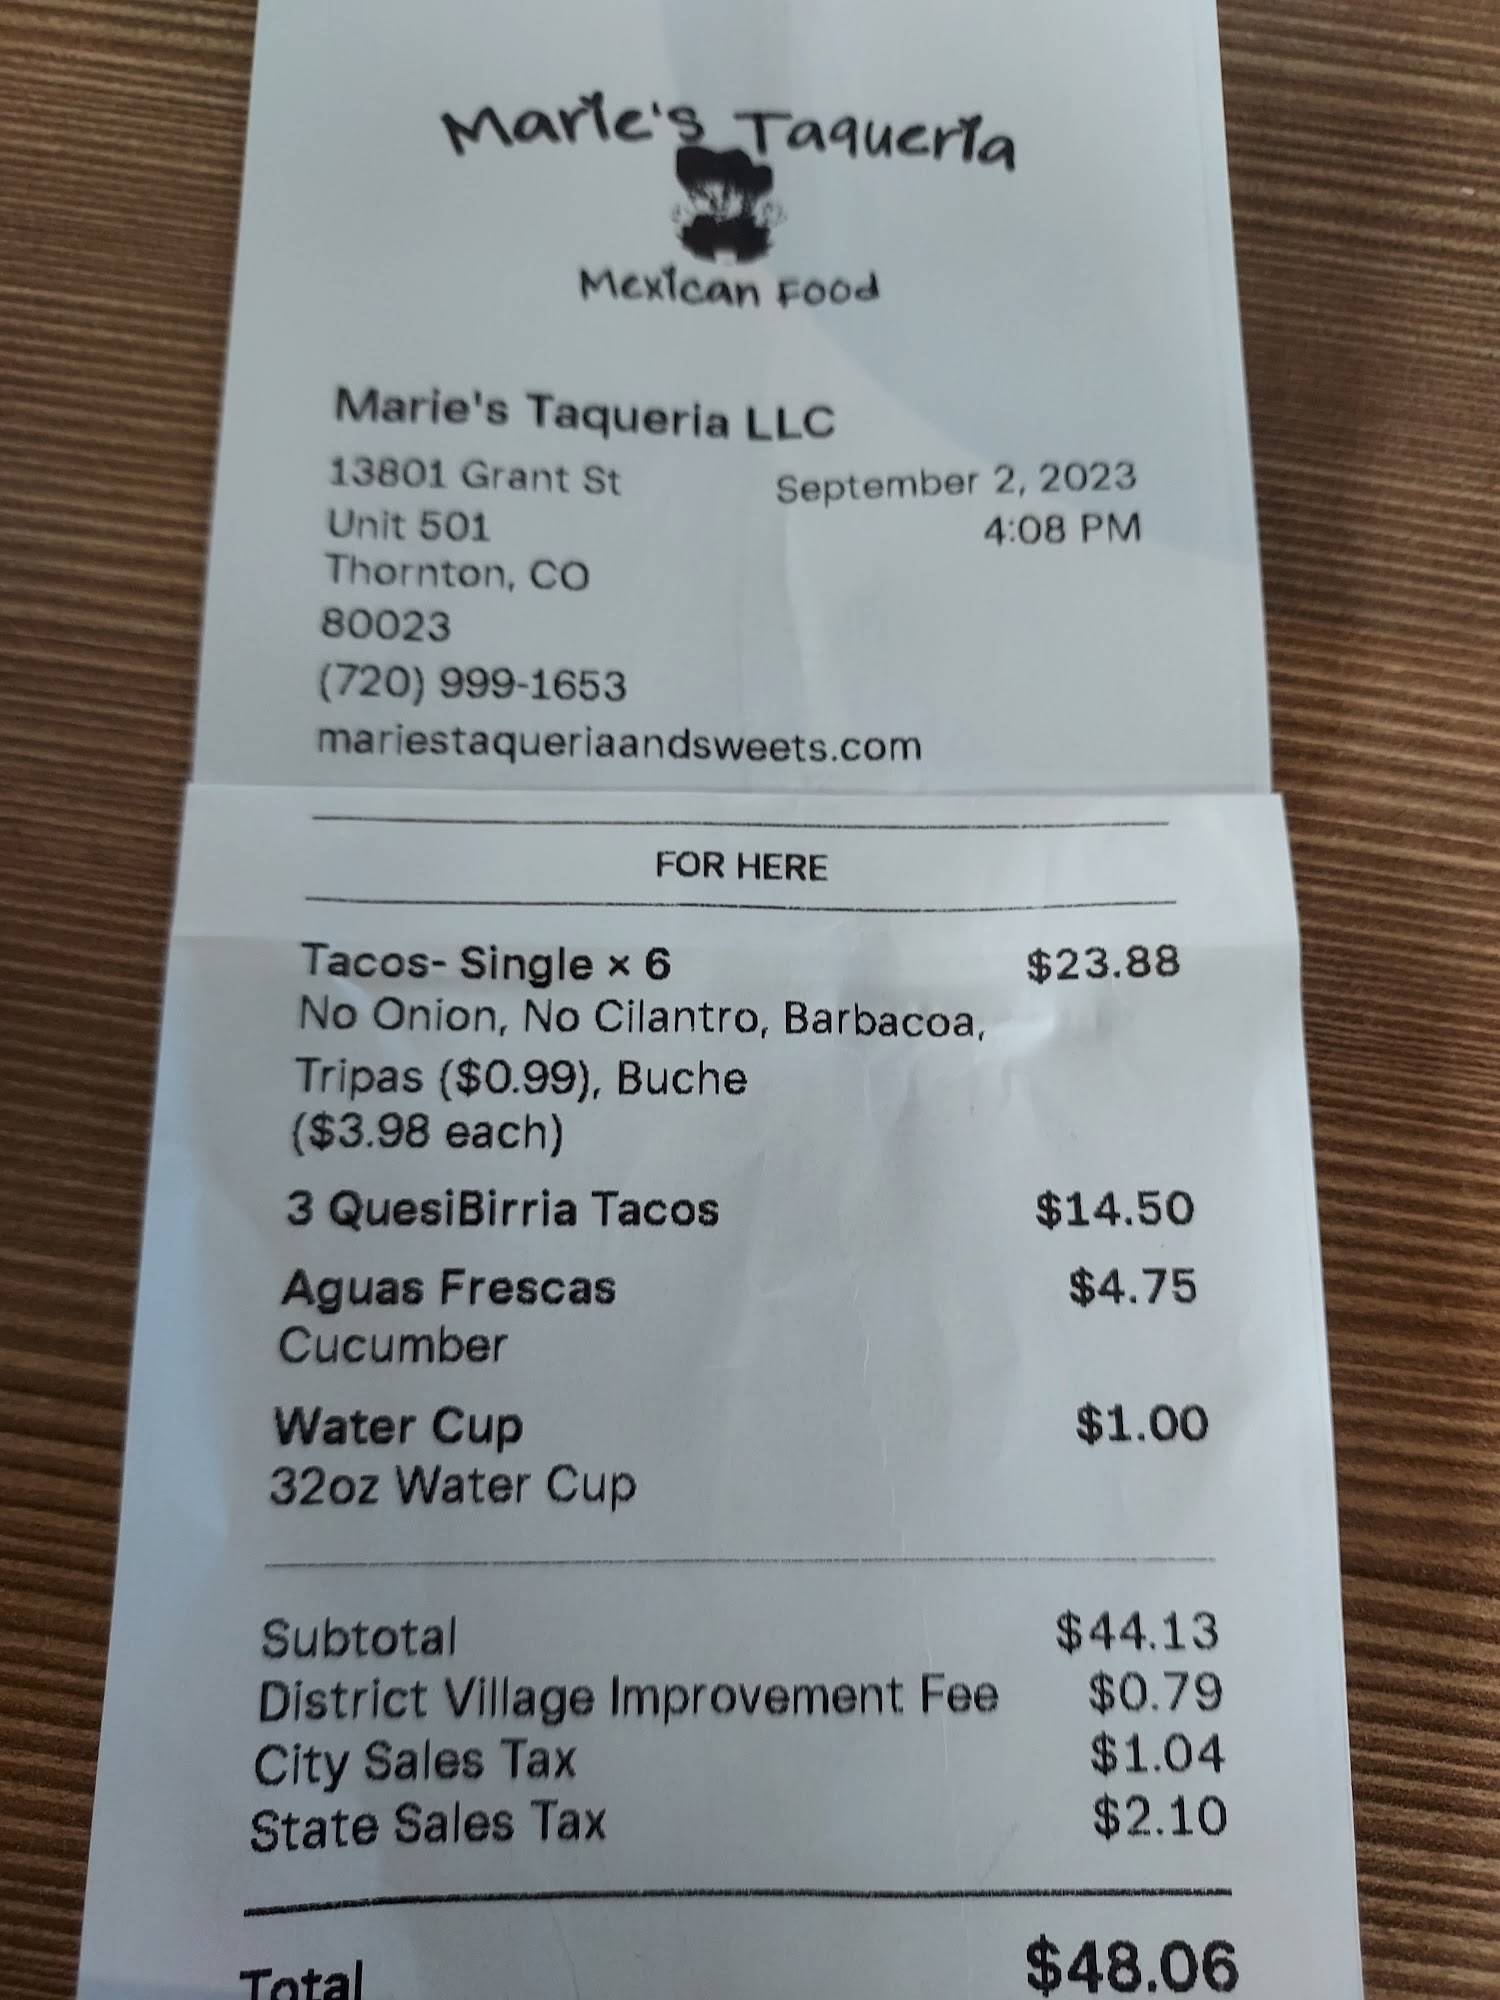 Marie's Taqueria
Mexican Food
Marie's Taqueria LLC
13801 Grant St September 2, 2023
Unit 501 4:08 PM
Thornton, CO
80023
(720) 999-1653
mariestaqueriaandsweets.com
FOR HERE
Tacos- Single × 6 $23.88
No Onion, No Cilantro, Barbacoa,
Tripas ($0.99), Buche
($3.98 each)
3 QuesiBirria Tacos $14.50
Aguas Frescas $4.75
Cucumber
Water Cup $1.00
32oz Water Cup
Subtotal $44.13
District Village Improvement Fee $0.79
City Sales Tax $1.04
State Sales Tax $2.10
Total $48.06